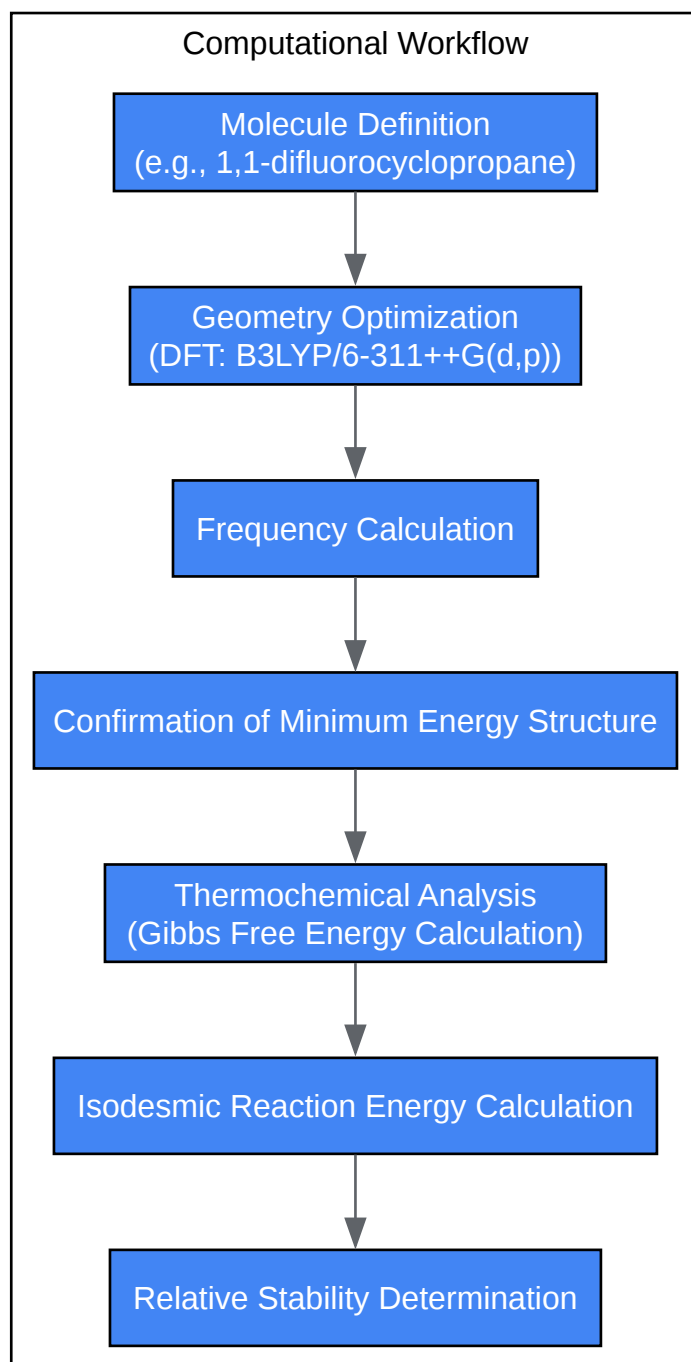 Computational Workflow
Molecule Definition
(e.g., 1,1-difluorocyclopropane)
Geometry Optimization
(DFT: B3LYP/6-311++G(d,p))
Frequency Calculation
Confirmation of Minimum Energy Structure
Thermochemical Analysis
(Gibbs Free Energy Calculation)
Isodesmic Reaction Energy Calculation
Relative Stability Determination